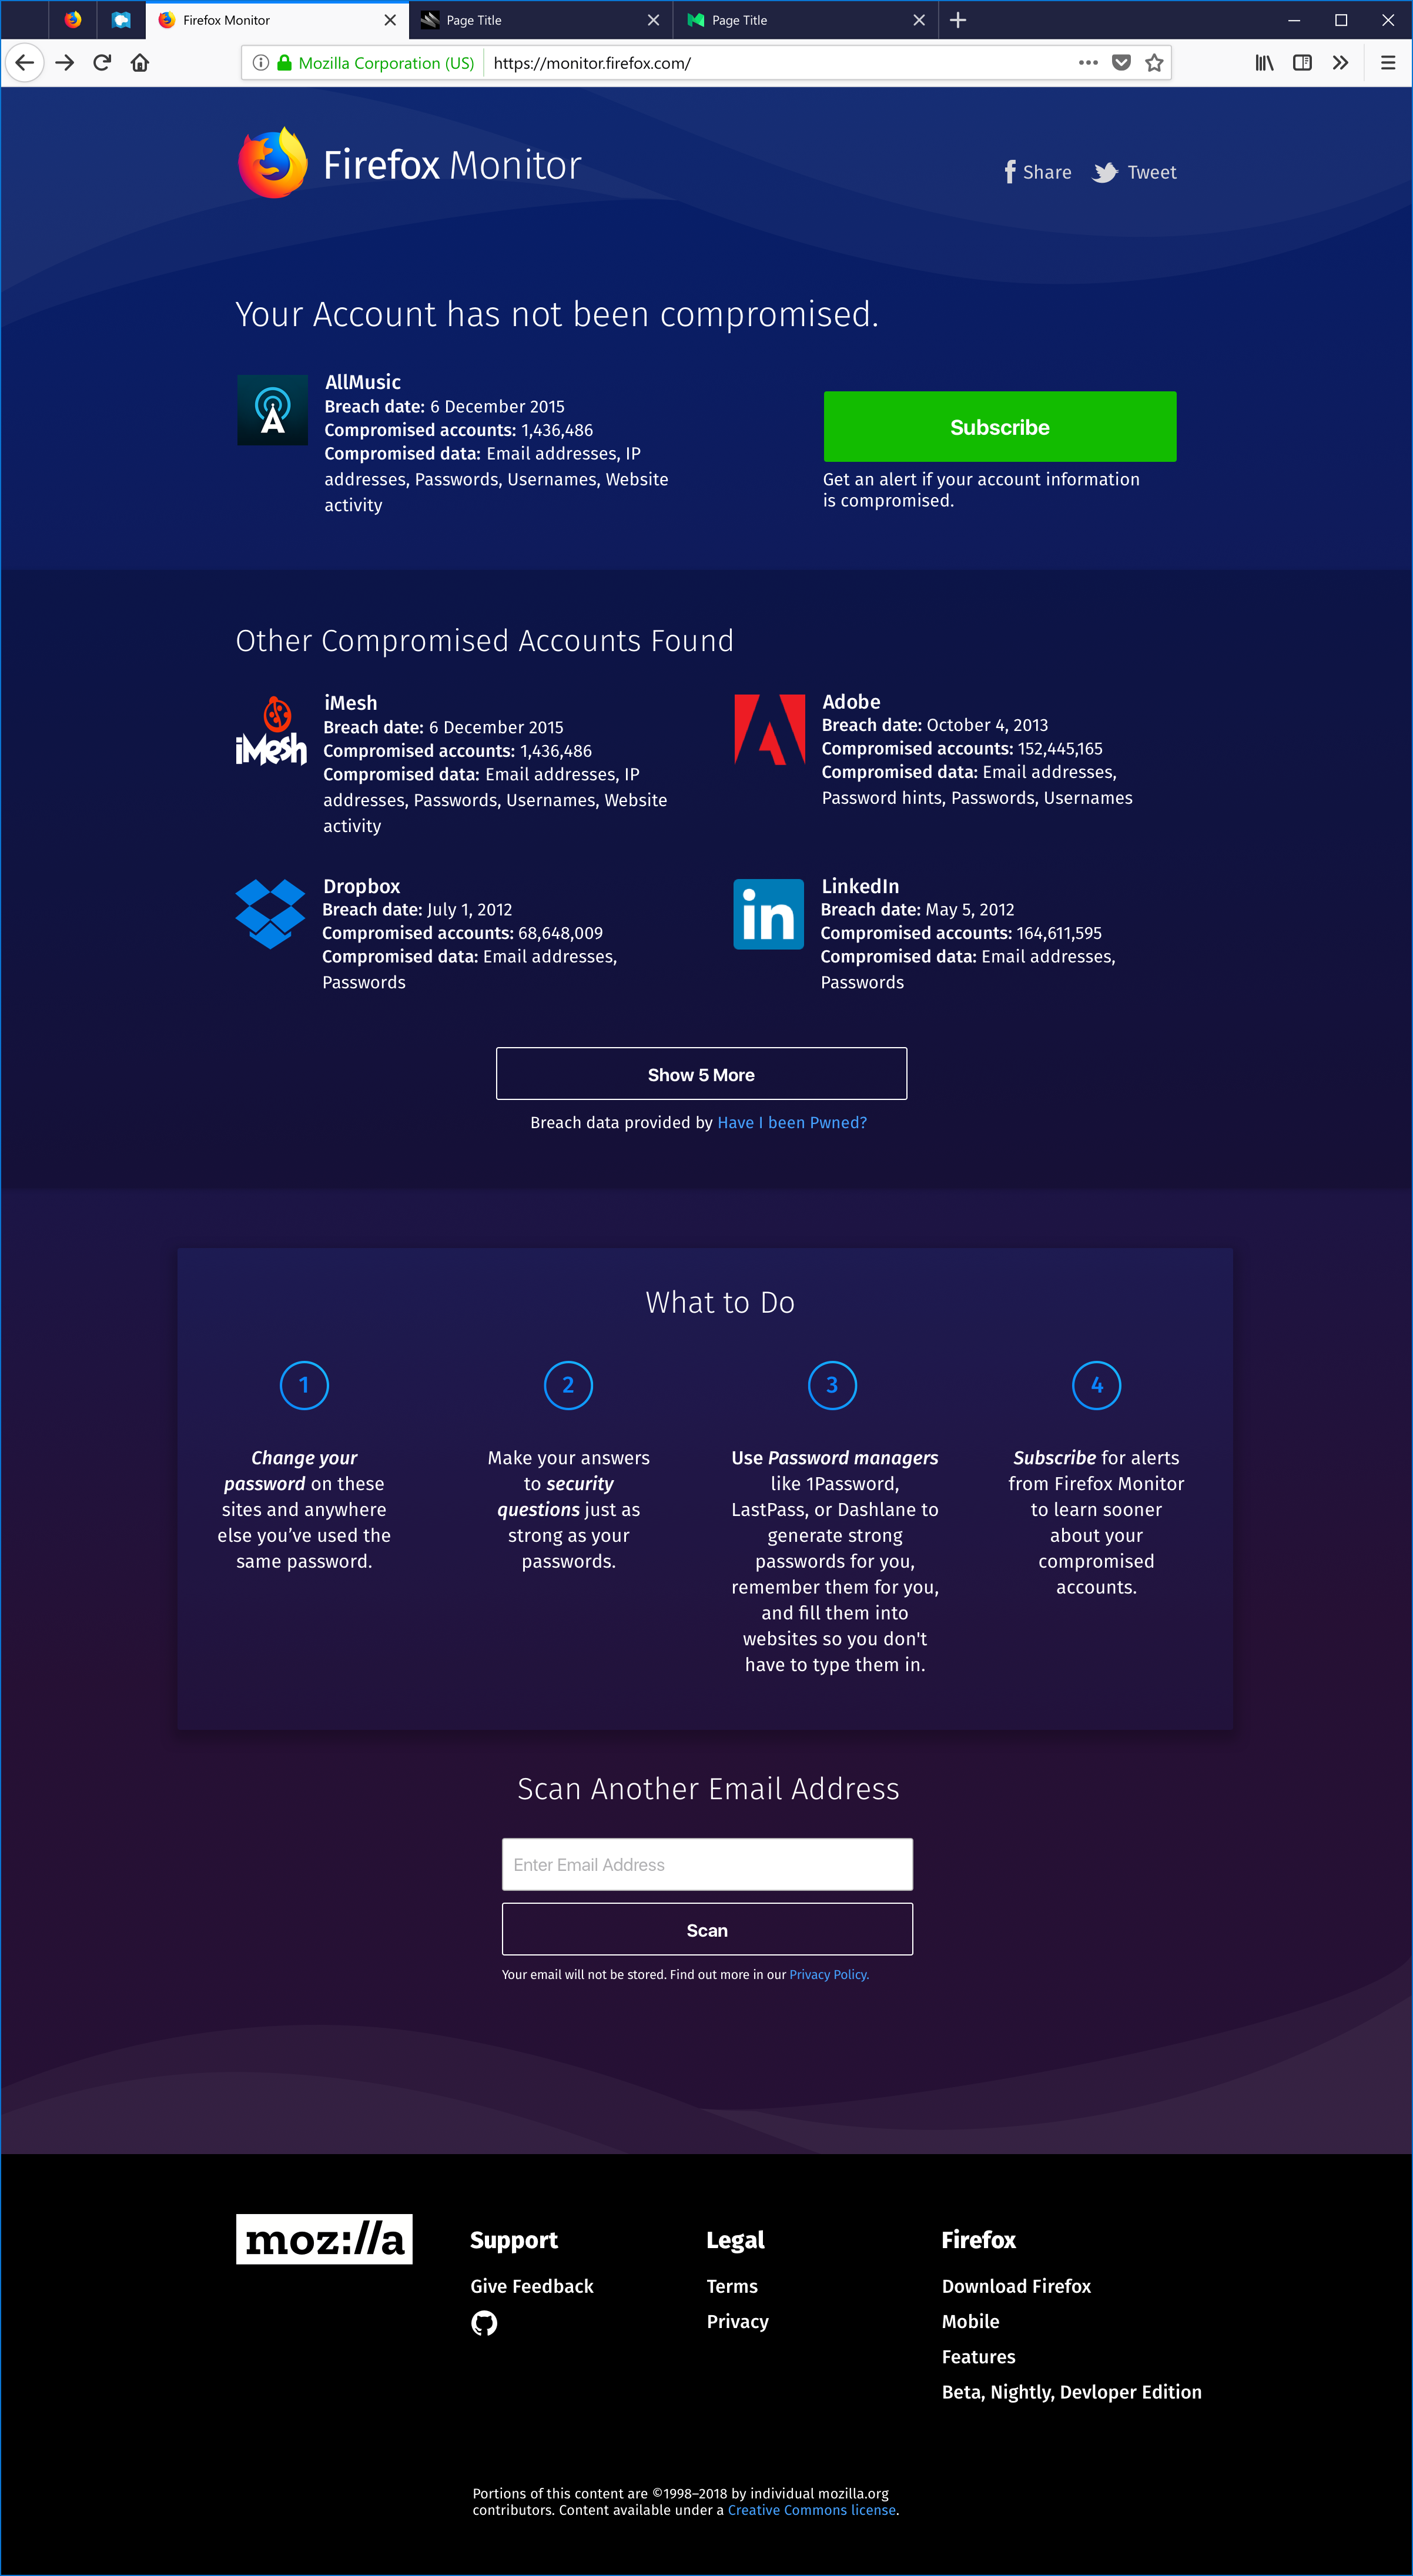 Firefox Monitor
Page Title
Page Title
Mozilla Corporation (US)
https://monitor.firefox.com/
Firefox Monitor
Share
Tweet
Your Account has not been compromised.
AllMusic
Breach date: 6 December 2015
Compromised accounts: 1,436,486
Compromised data: Email addresses, IP
addresses, Passwords, Usernames, Website
activity
Subscribe
Get an alert if your account information
is compromised.
Other Compromised Accounts Found
iMesh
iMesh
Breach date: 6 December 2015
Compromised accounts: 1,436,486
Compromised data: Email addresses, IP
addresses, Passwords, Usernames, Website
activity
Adobe
Breach date: October 4, 2013
Compromised accounts: 152,445,165
Compromised data: Email addresses,
Password hints, Passwords, Usernames
Dropbox
Breach date: July 1, 2012
Compromised accounts: 68,648,009
Compromised data: Email addresses,
Passwords
in
LinkedIn
Breach date: May 5, 2012
Compromised accounts: 164,611,595
Compromised data: Email addresses,
Passwords
Show 5 More
Breach data provided by Have I been Pwned?
What to Do
1
Change your
password on these
sites and anywhere
else you’ve used the
same password.
2
Make your answers
to security
questions just as
strong as your
passwords.
3
Use Password managers
like 1Password,
LastPass, or Dashlane to
generate strong
passwords for you,
remember them for you,
and fill them into
websites so you don't
have to type them in.
4
Subscribe for alerts
from Firefox Monitor
to learn sooner
about your
compromised
accounts.
Scan Another Email Address
Enter Email Address
Scan
Your email will not be stored. Find out more in our Privacy Policy.
moz://a
Support
Give Feedback
Legal
Terms
Privacy
Firefox
Download Firefox
Mobile
Features
Beta, Nightly, Devloper Edition
Portions of this content are ©1998–2018 by individual mozilla.org
contributors. Content available under a Creative Commons license.